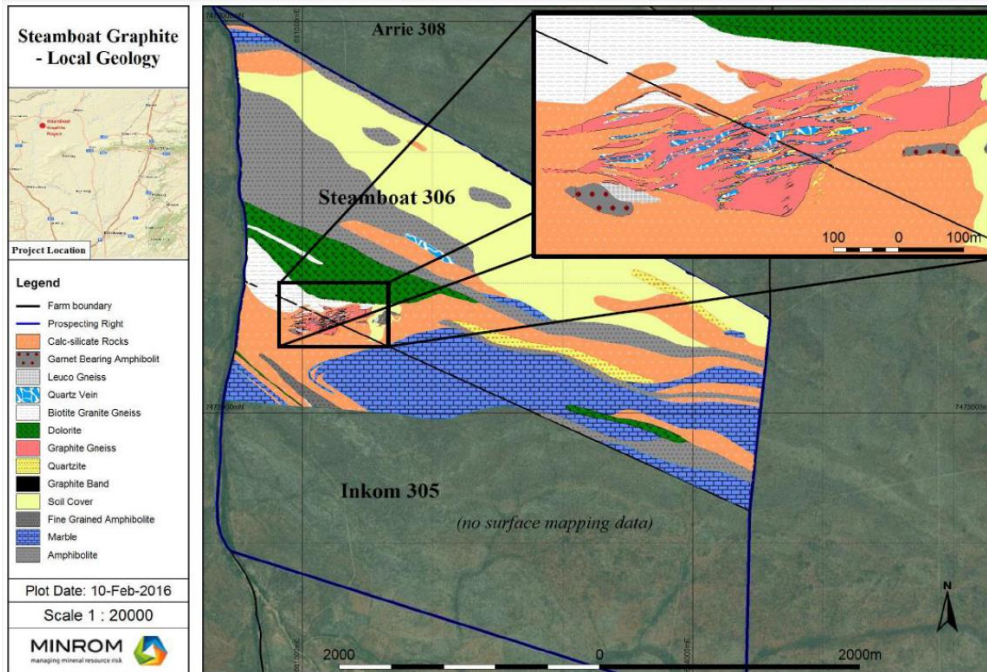 Steamboat Graphite
- Local Geology
Steamboat
Graphite
Region
Project Location
Legend
Farm boundary
Prospecting Right
Calc-silicate Rocks
Garnet Bearing Amphibolit
Leuco Gneiss
Quartz Vein
Biotite Granite Gneiss
Dolorite
Graphite Gneiss
Quartzite
Graphite Band
Soil Cover
Fine Grained Amphibolite
Marble
Amphibolite
Plot Date: 10-Feb-2016
Scale 1 : 20000
MINROM
managing mineral resource risk
Arrie 308
Steamboat 306
100 0 100m
Inkom 305
(no surface mapping data)
N
2000 0 2000m